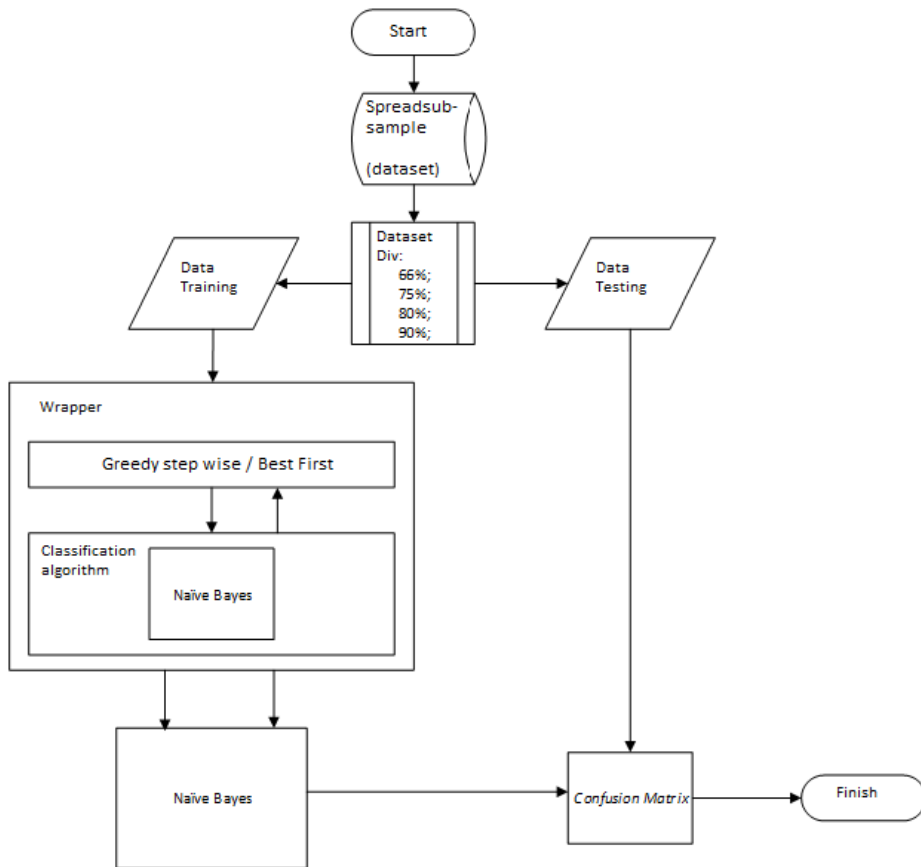 Start
Spreadsub-
sample
(dataset)
Dataset
Div:
66%;
75%;
80%;
90%;
Data
Training
Data
Testing
Wrapper
Greedy step wise / Best First
Classification
algorithm
Naïve Bayes
Naïve Bayes
Confusion Matrix
Finish